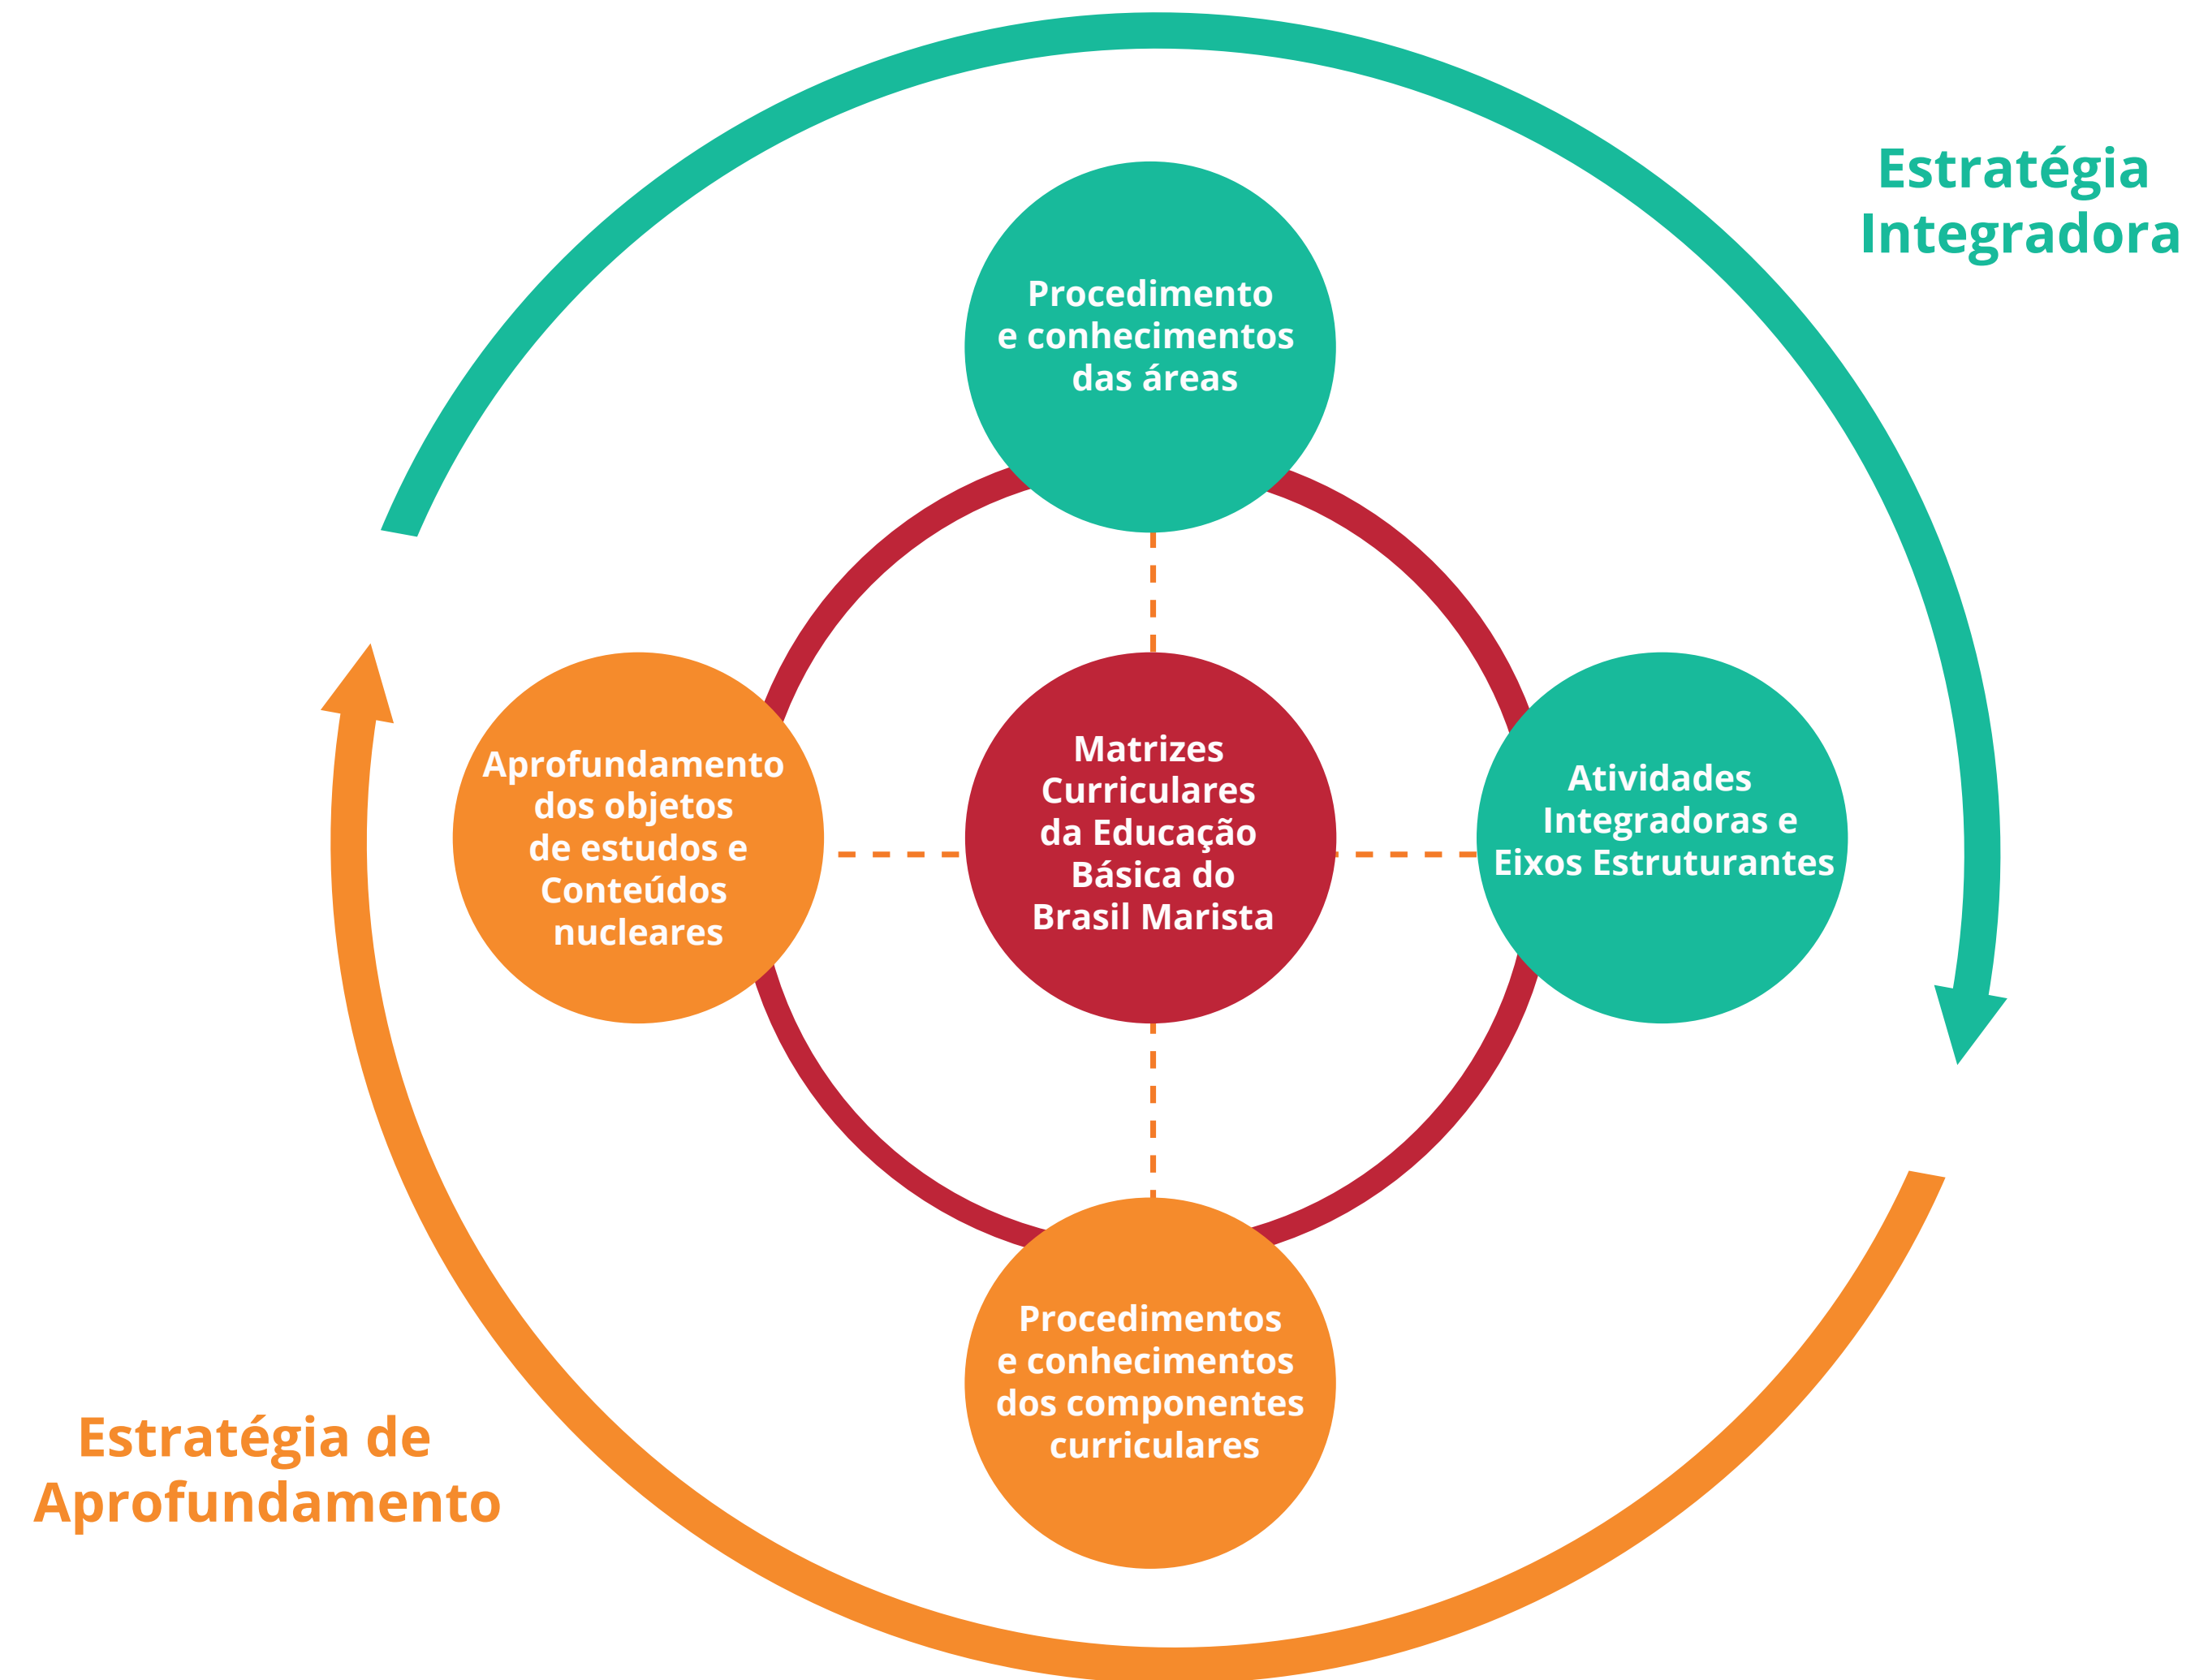 Estratégia
Integradora
Procedimento
e conhecimentos
das áreas
Aprofundamento
dos objetos
de estudos e
Conteúdos
nucleares
Matrizes
Curriculares
da Educação
Básica do
Brasil Marista
Atividades
Integradoras e
Eixos Estruturantes
Procedimentos
e conhecimentos
dos componentes
curriculares
Estratégia de
Aprofundamento